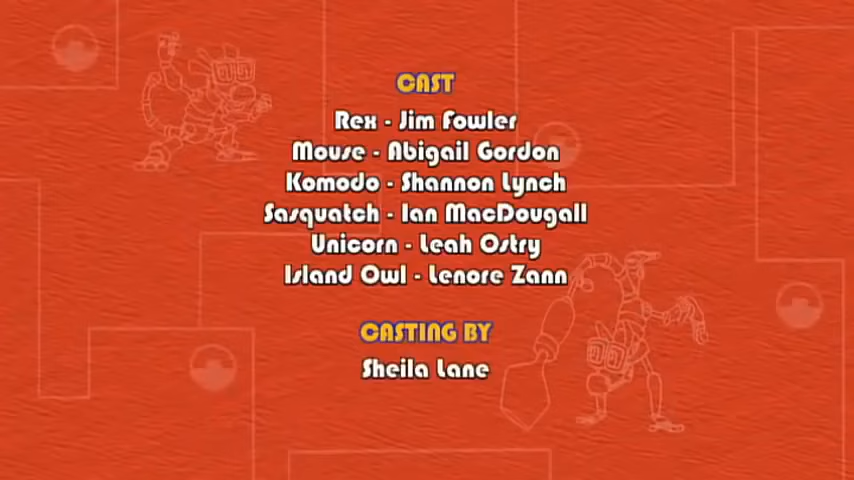 CAST
Rex - Jim Fowler
Mouse - Abigail Gordon
Komodo - Shannon Lynch
Sasquatch - Ian MacDougall
Unicorn - Leah Ostry
Island Owl - Lenore Zann
CASTING BY
Sheila Lane